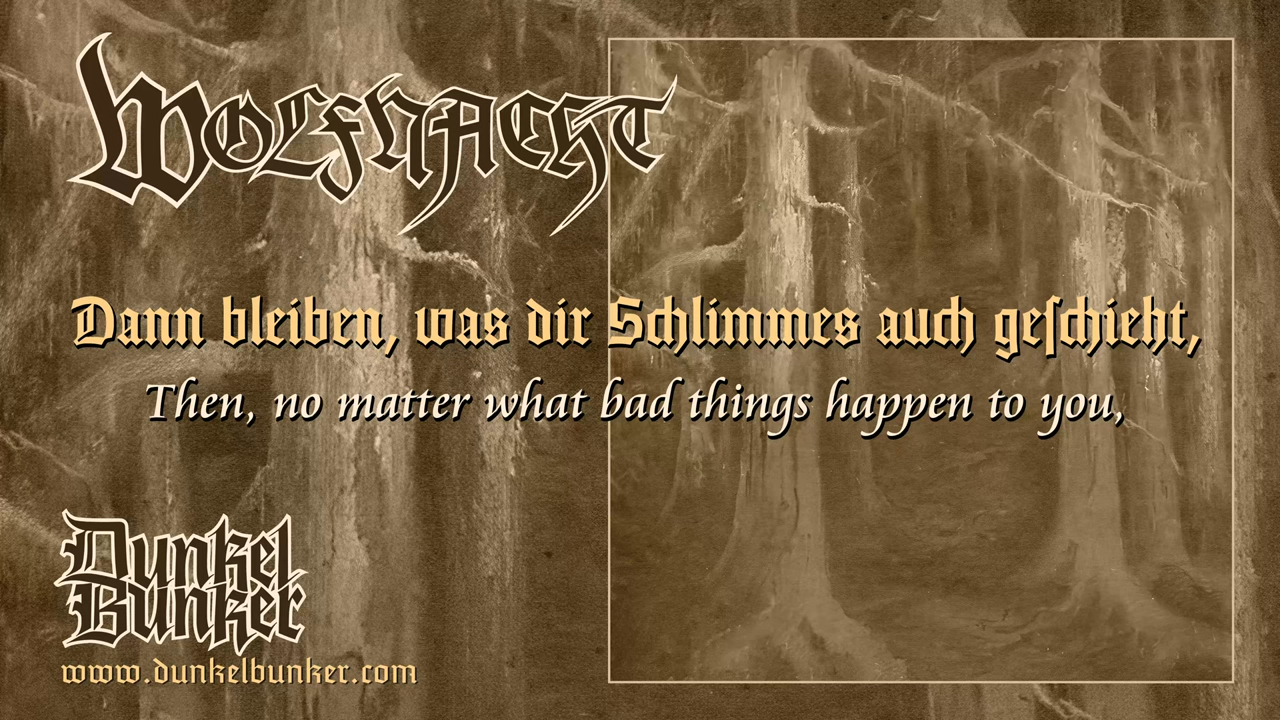 Wolfnacht
Dann bleiben, was dir Schlimmes auch geſchieht,
Then, no matter what bad things happen to you,
Dunkel
Bunker
www.dunkelbunker.com